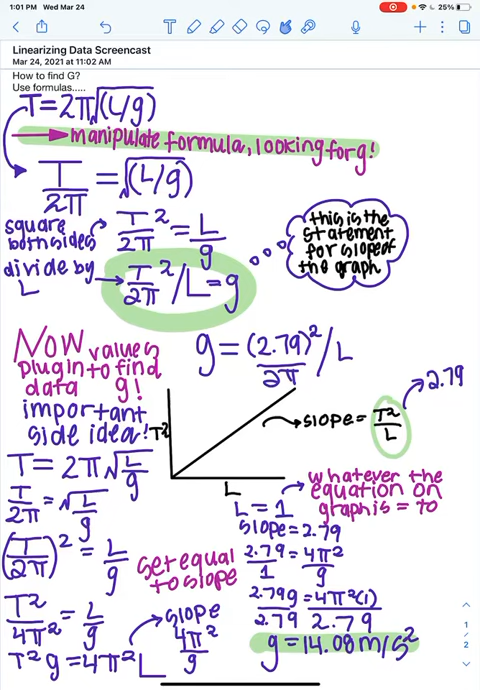 1:01 PM Wed Mar 24
25%
Linearizing Data Screencast
Mar 24, 2021 at 11:02 AM
How to find G?
Use formulas.....
T=2π√(L/g)
manipulate formula, looking for g!
T/2π = √(L/g)
square both sides
T²/2π = L/g
divide by L
T²/2π /L = g
this is the
statement
for slope of
the graph
NOW values
plug in to find
data g!
g = (2.79)²/2π /L
important
side idea!
T²
L
slope = T²/L
2.79
T = 2π√L/g
T/2π = √L/g
(T/2π)² = L/g
T²/4π² = L/g
T²g = 4π²L
set equal
to slope
slope
4π²/g
whatever the
equation on
graph is = to
L = 1
slope = 2.79
2.79/1 = 4π²/g
2.79g/2.79 = 4π²(1)/2.79
g = 14.08 m/s²
1
2